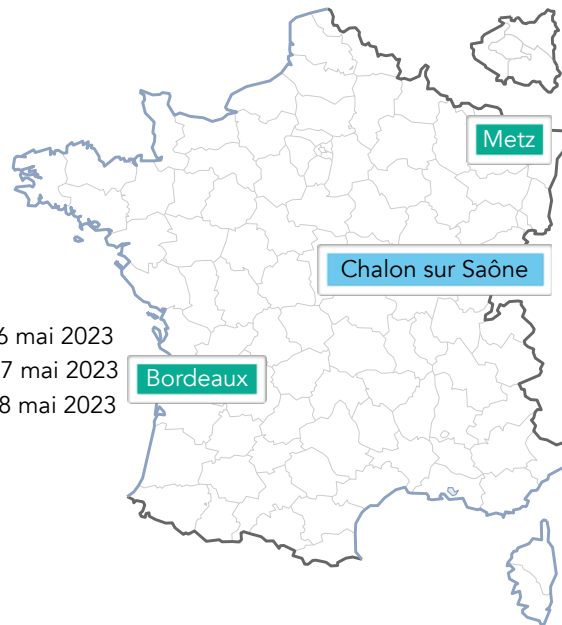 Metz
Chalon sur Saône
6 mai 2023
7 mai 2023
Bordeaux
8 mai 2023